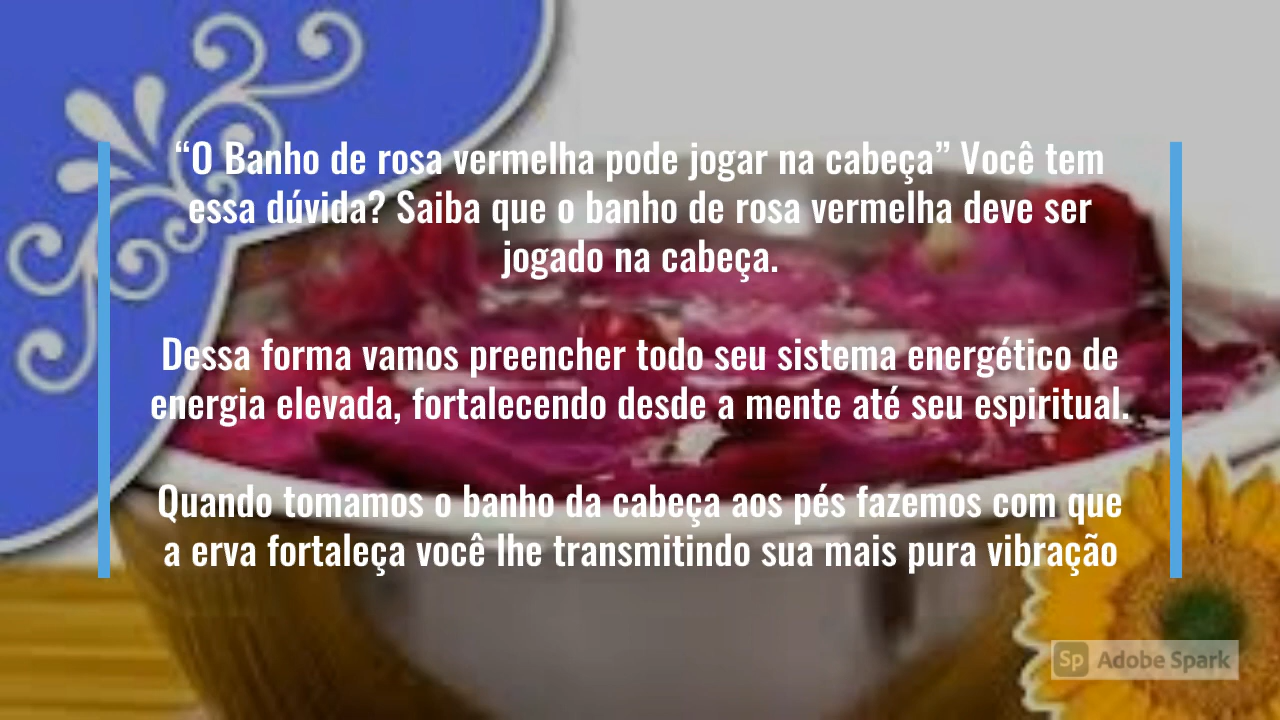 “O Banho de rosa vermelha pode jogar na cabeça” Você tem
essa dúvida? Saiba que o banho de rosa vermelha deve ser
jogado na cabeça.
Dessa forma vamos preencher todo seu sistema energético de
energia elevada, fortalecendo desde a mente até seu espiritual.
Quando tomamos o banho da cabeça aos pés fazemos com que
a erva fortaleça você lhe transmitindo sua mais pura vibração
Sp Adobe Spark